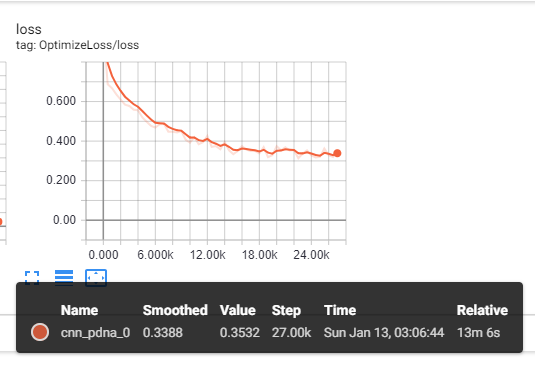 loss
tag: OptimizeLoss/loss
0.600
0.400
0.200
0.00
0.000 6.000k 12.00k 18.00k 24.00k
Name Smoothed Value Step Time Relative
cnn_pdna_0 0.3388 0.3532 27.00k Sun Jan 13, 03:06:44 13m 6s